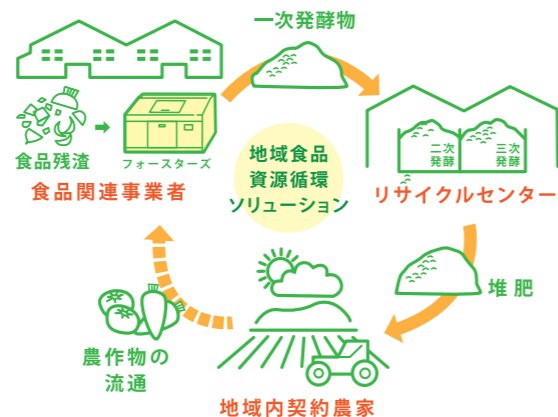 一次発酵物
食品残渣
フォースターズ
食品関連事業者
地域食品
資源循環
ソリューション
二次
発酵
三次
発酵
リサイクルセンター
堆肥
農作物の
流通
地域内契約農家